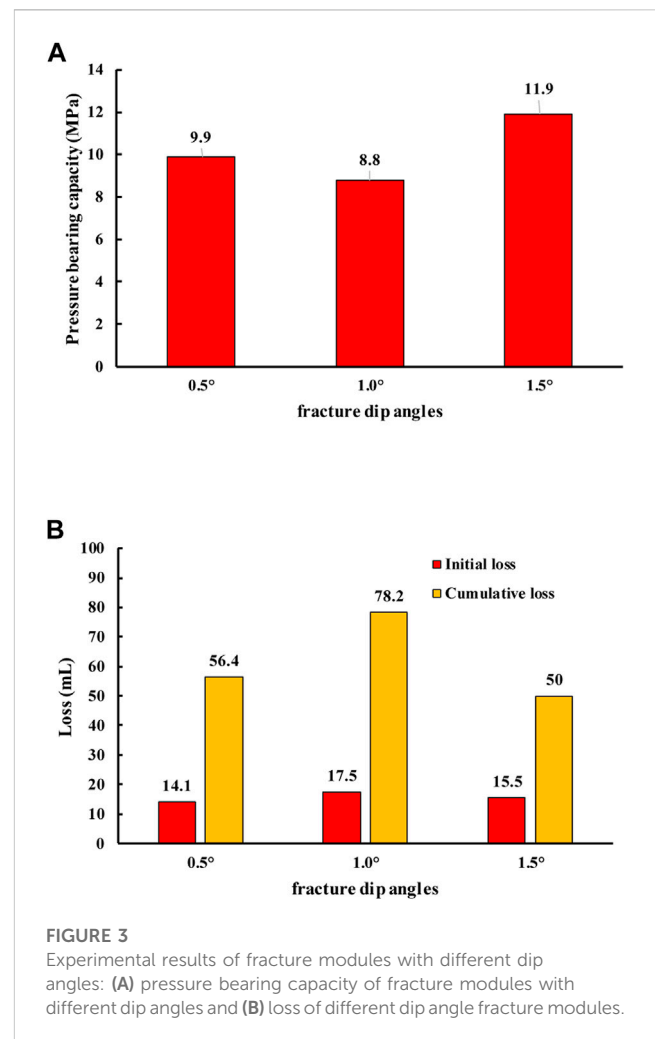 A
14
12
10
8
6
4
2
0
Pressure bearing capacity (MPa)
9.9
8.8
11.9
0.5° 1.0° 1.5°
fracture dip angles
B
100
90
80
70
60
50
40
30
20
10
0
Loss (mL)
Initial loss
Cumulative loss
14.1
56.4
17.5
78.2
15.5
50
0.5° 1.0° 1.5°
fracture dip angles
FIGURE 3
Experimental results of fracture modules with different dip
angles: (A) pressure bearing capacity of fracture modules with
different dip angles and (B) loss of different dip angle fracture modules.